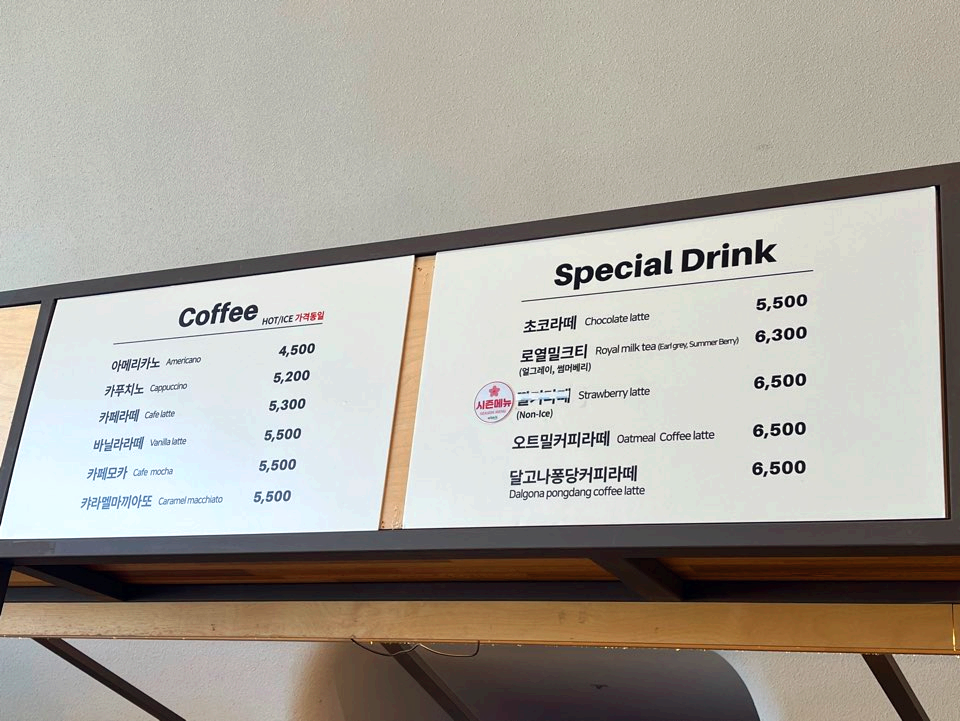 Coffee HOT/ICE 가격동일
아메리카노 Americano 4,500
카푸치노 Cappuccino 5,200
카페라떼 Cafe latte 5,300
바닐라라떼 Vanilla latte 5,500
카페모카 Cafe mocha 5,500
캬라멜마끼아또 Caramel macchiato 5,500
Special Drink
초코라떼 Chocolate latte 5,500
로열밀크티 Royal milk tea (Earl grey, Summer Berry) 6,300
(얼그레이, 썸머베리)
시즌메뉴 Strawberry latte 6,500
(Non-Ice)
오트밀커피라떼 Oatmeal Coffee latte 6,500
달고나퐁당커피라떼 6,500
Dalgona pongdang coffee latte